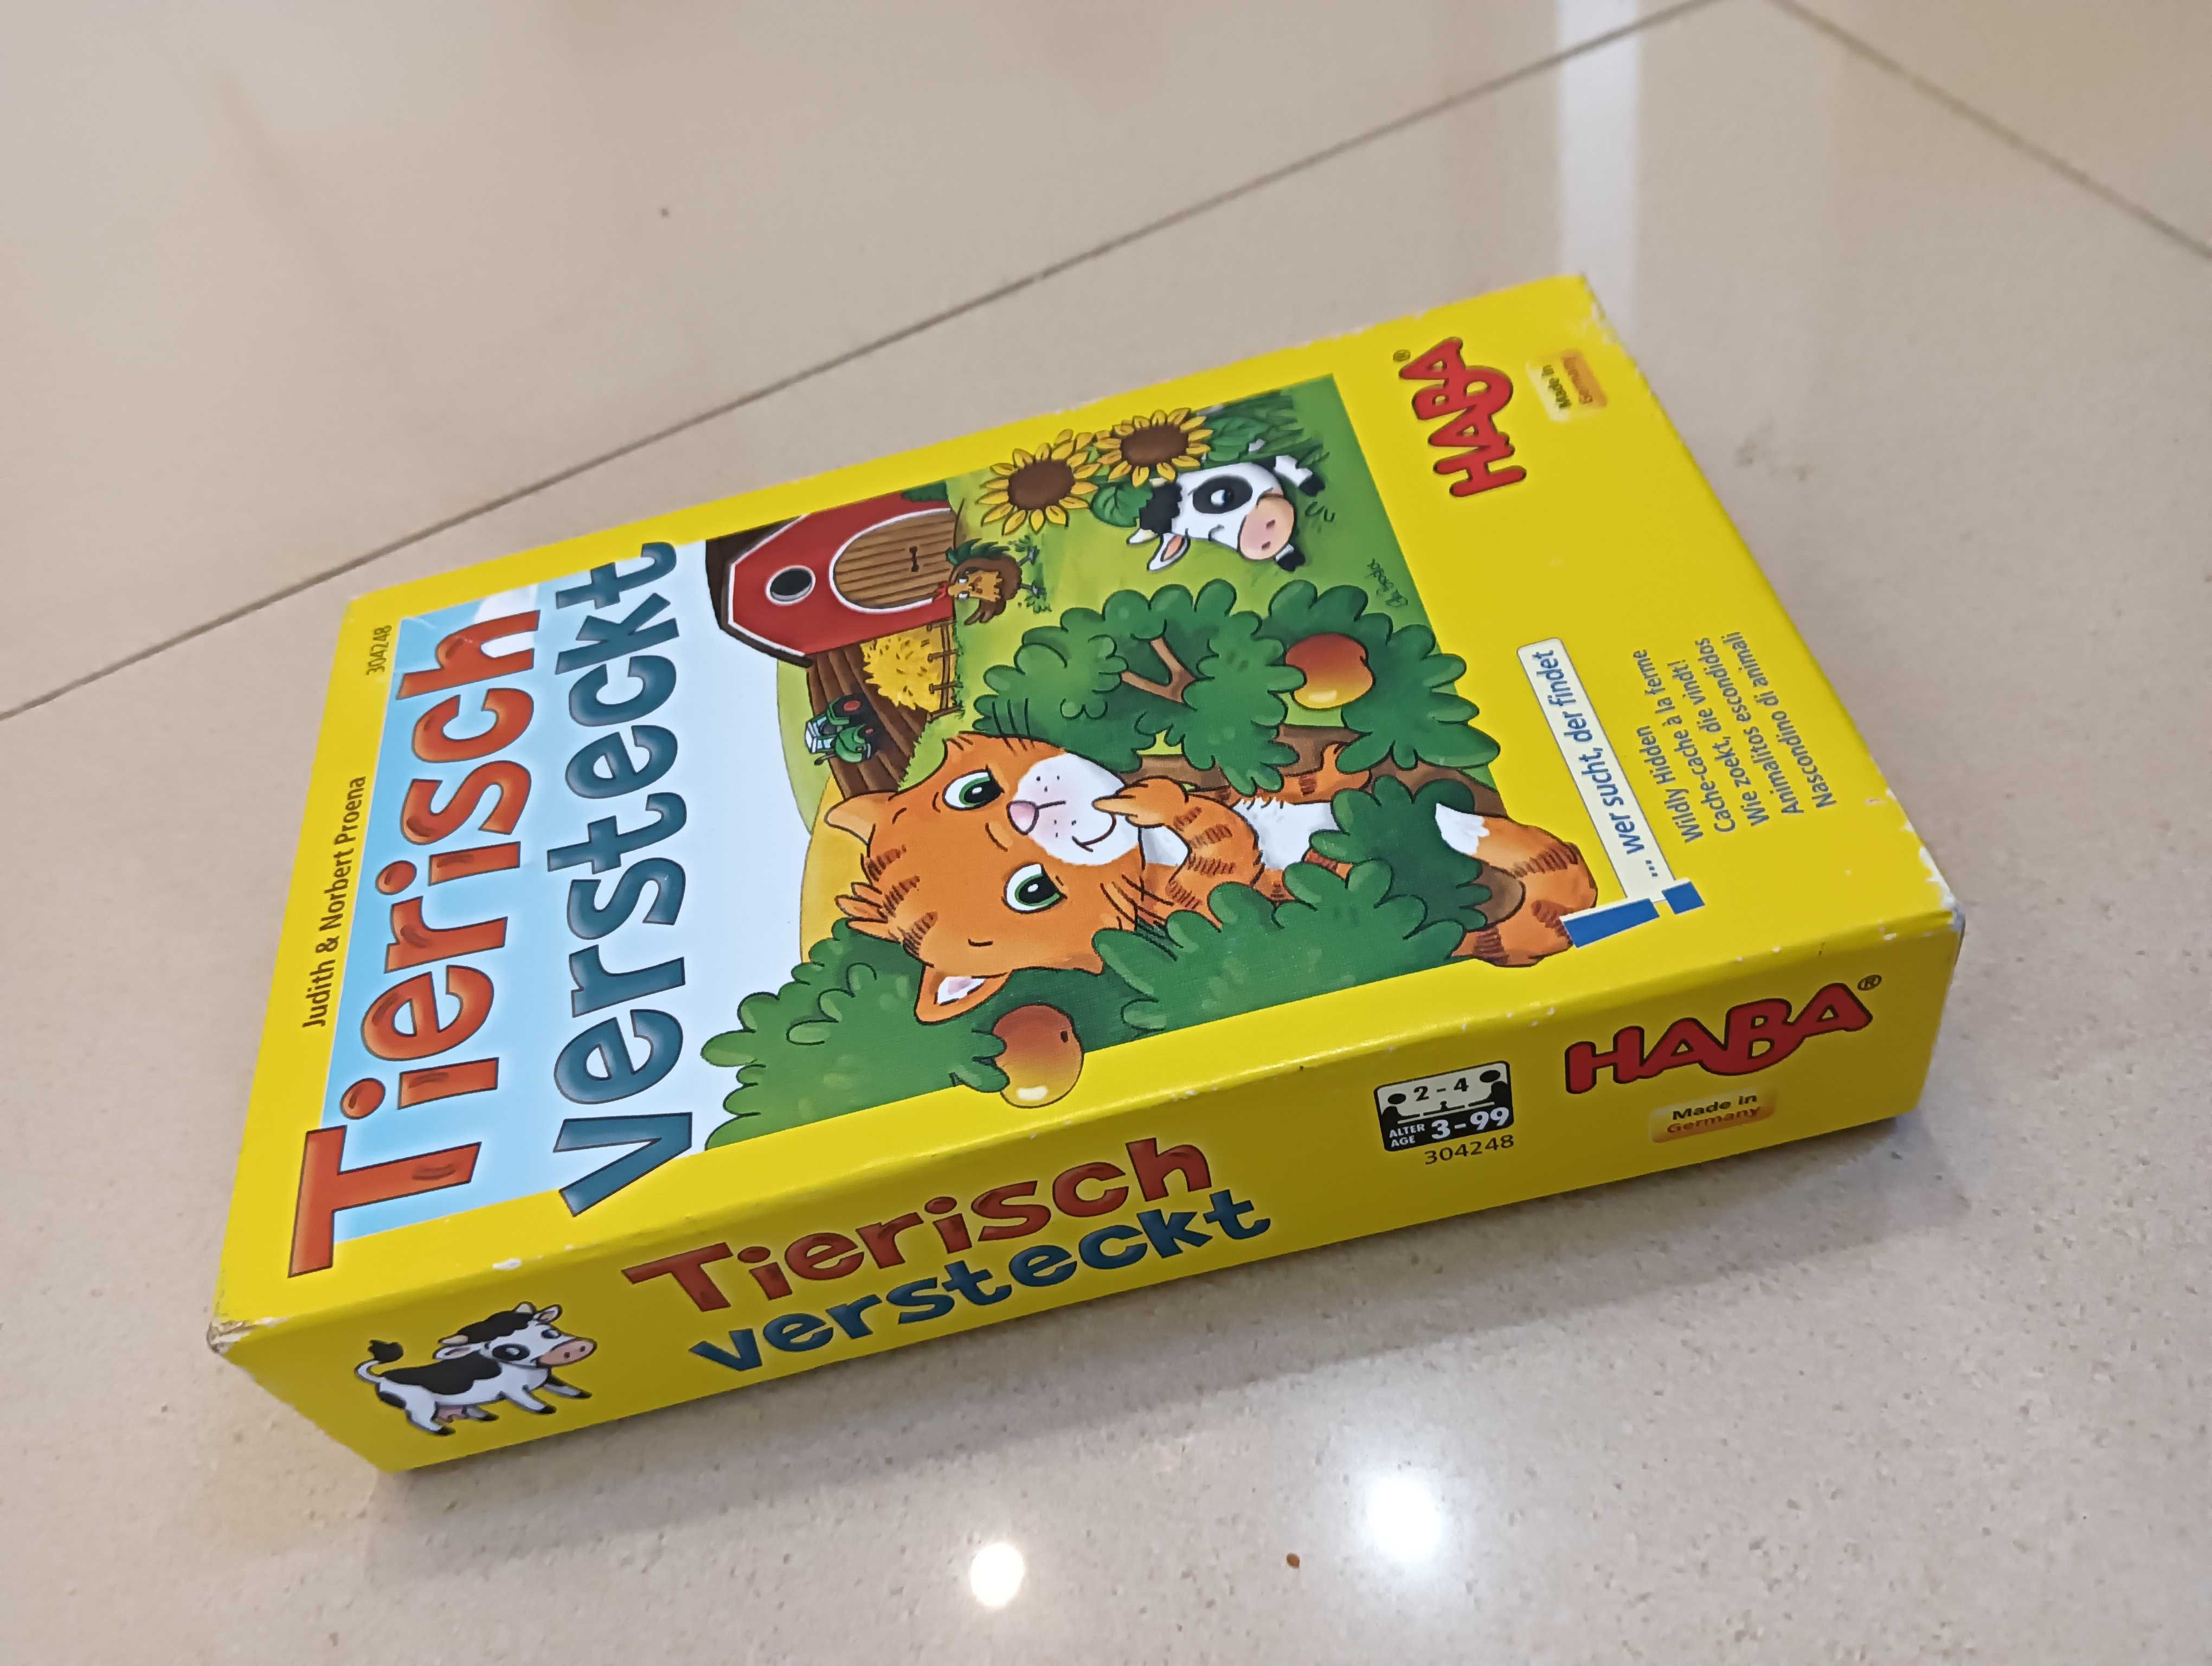 304248
Judith & Norbert Proena
Tierisch
versteckt
HABA®
Made in
Germany
... wer sucht, der findet
!
Wildly Hidden
Cache-cache à la ferme
Wie zoekt, die vindt!
Animalitos escondidos
Nascondino di animali
Tierisch
versteckt
2 - 4
ALTER
AGE 3-99
304248
HABA®
Made in
Germany